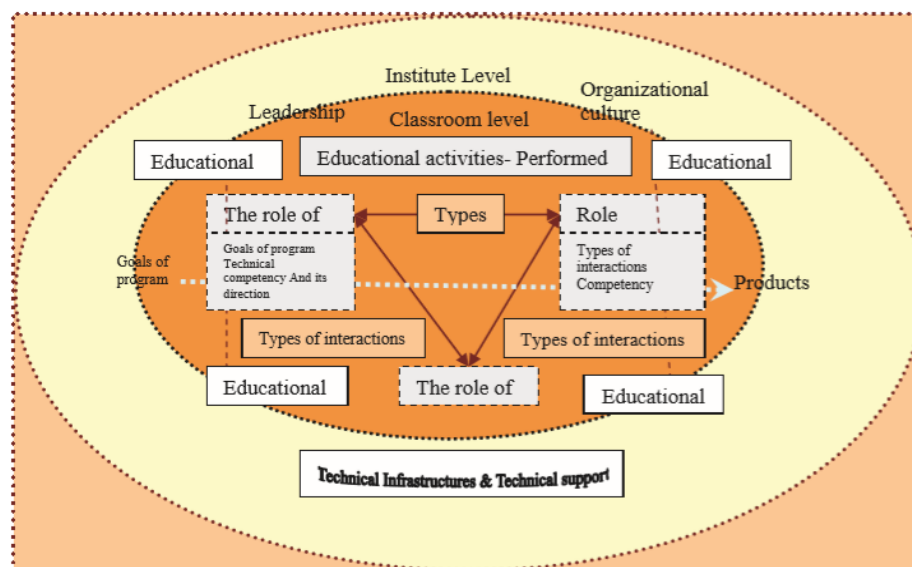 Institute Level
Organizational
culture
Leadership
Classroom level
Educational
Educational activities- Performed
Educational
The role of
Types
Role
Goals of program
Technical
competency And its
direction
Types of
interactions
Competency
Goals of
program
Products
Types of interactions
Types of interactions
Educational
The role of
Educational
Technical Infrastructures & Technical support